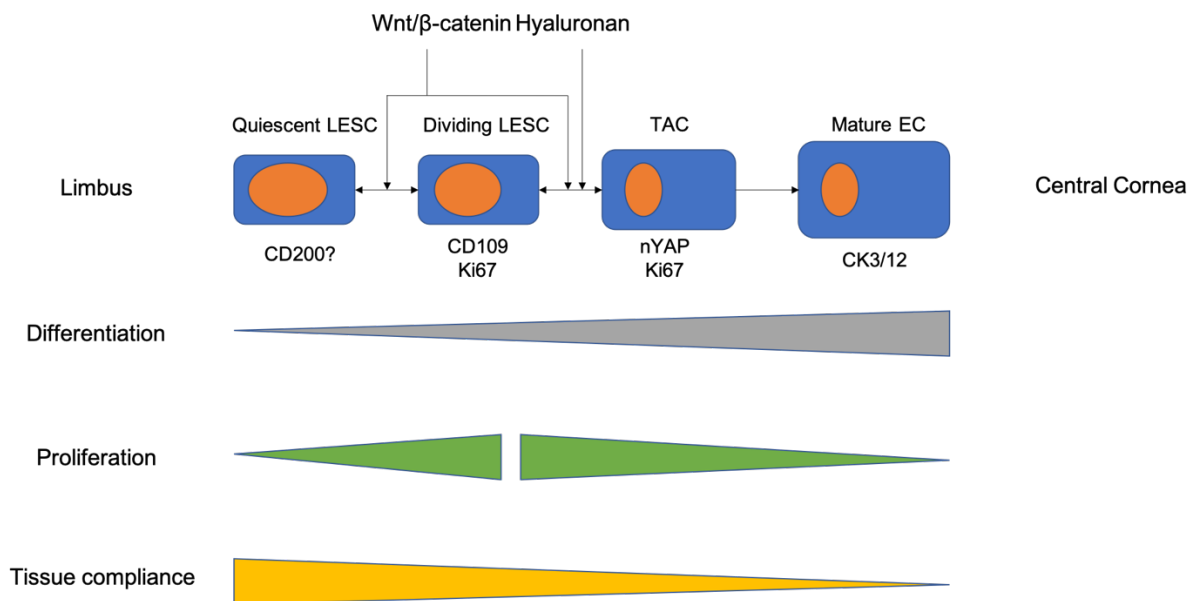 Wnt/β-catenin Hyaluronan
Quiescent LESC Dividing LESC TAC Mature EC
Limbus Central Cornea
CD200? CD109 nYAP CK3/12
Ki67 Ki67
Differentiation
Proliferation
Tissue compliance